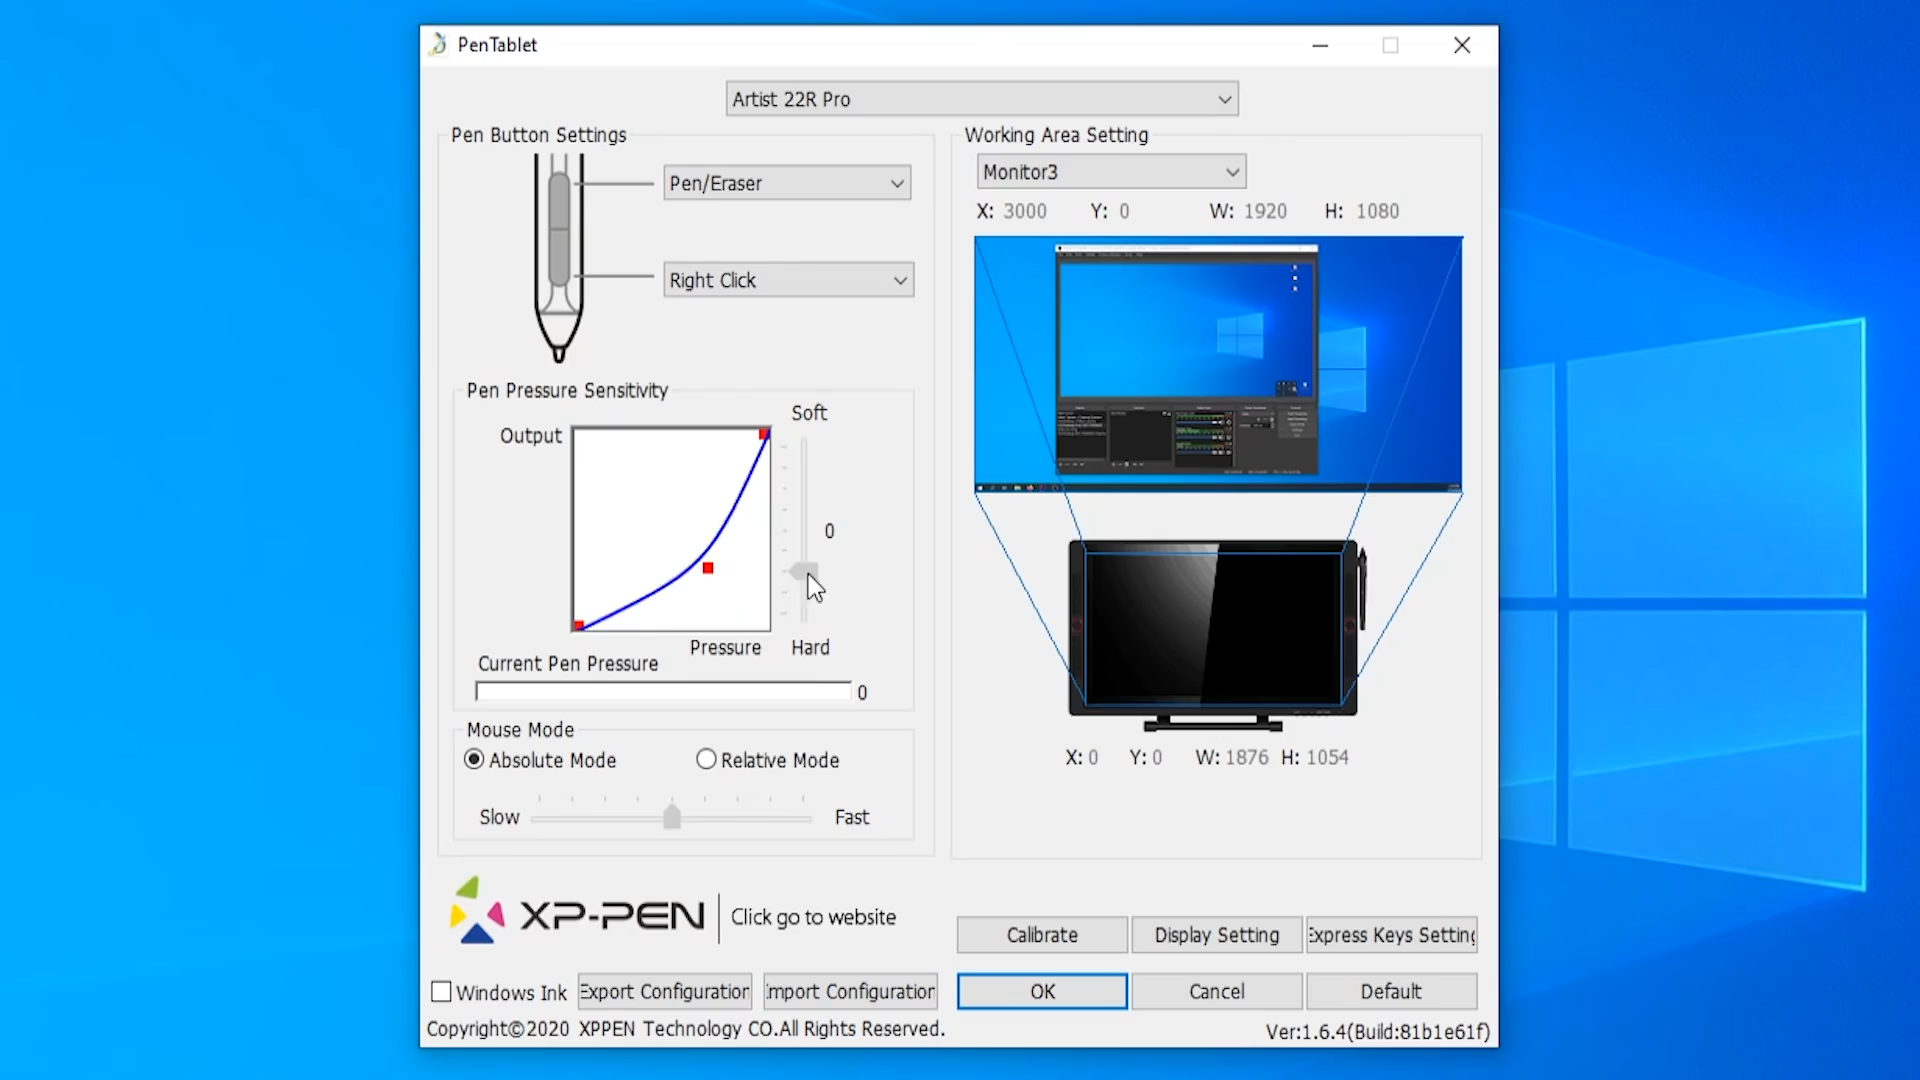 PenTablet
Artist 22R Pro
Pen Button Settings
Pen/Eraser
Right Click
Pen Pressure Sensitivity
Soft
Output
0
Pressure
Hard
Current Pen Pressure
0
Mouse Mode
Absolute Mode
Relative Mode
Slow
Fast
Working Area Setting
Monitor3
X: 3000 Y: 0 W: 1920 H: 1080
X: 0 Y: 0 W: 1876 H: 1054
XP-PEN
Click go to website
Calibrate
Display Setting
Express Keys Setting
Windows Ink
Export Configuration
Import Configuration
OK
Cancel
Default
Copyright©2020 XPPEN Technology CO.All Rights Reserved.
Ver:1.6.4(Build:81b1e61f)